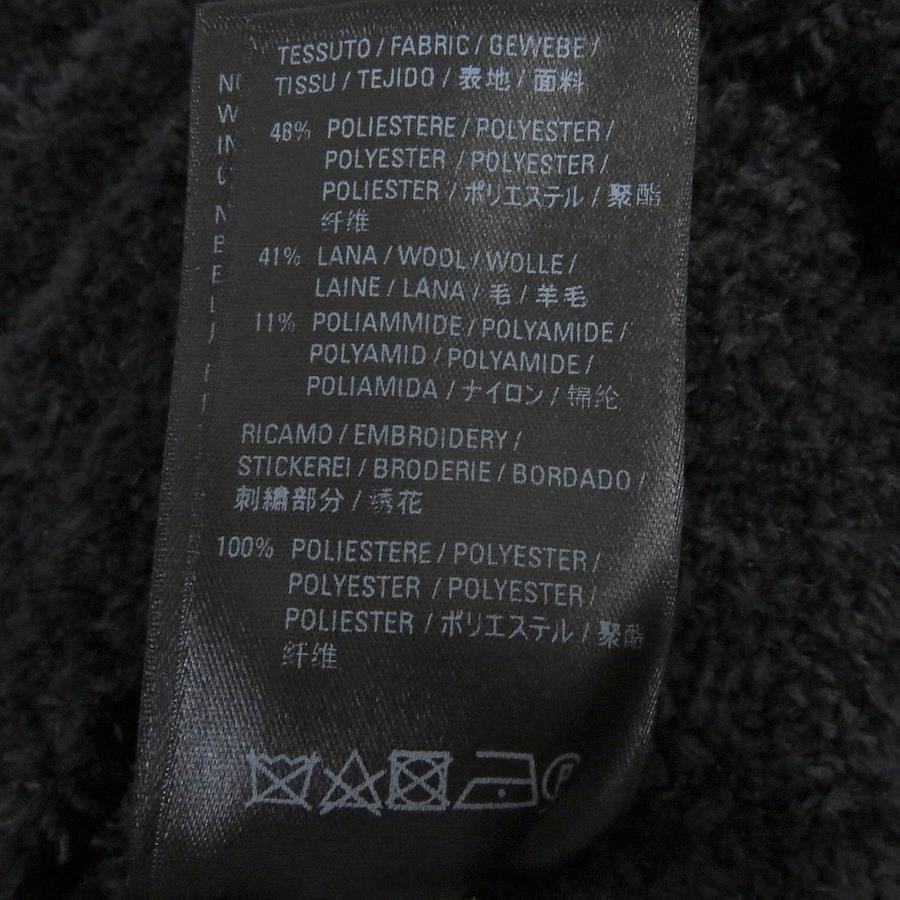 TESSUTO / FABRIC / GEWEBE /
TISSU / TEJIDO / 表地 / 面料
48% POLIESTERE / POLYESTER /
POLYESTER / POLYESTER /
POLIESTER / ポリエステル / 聚酯
纤维
41% LANA / WOOL / WOLLE /
LAINE / LANA / 毛 / 羊毛
11% POLIAMMIDE / POLYAMIDE /
POLYAMID / POLYAMIDE /
POLIAMIDA / ナイロン / 锦纶
RICAMO / EMBROIDERY /
STICKEREI / BRODERIE / BORDADO /
刺繍部分 / 绣花
100% POLIESTERE / POLYESTER /
POLYESTER / POLYESTER /
POLIESTER / ポリエステル / 聚酯
纤维
P